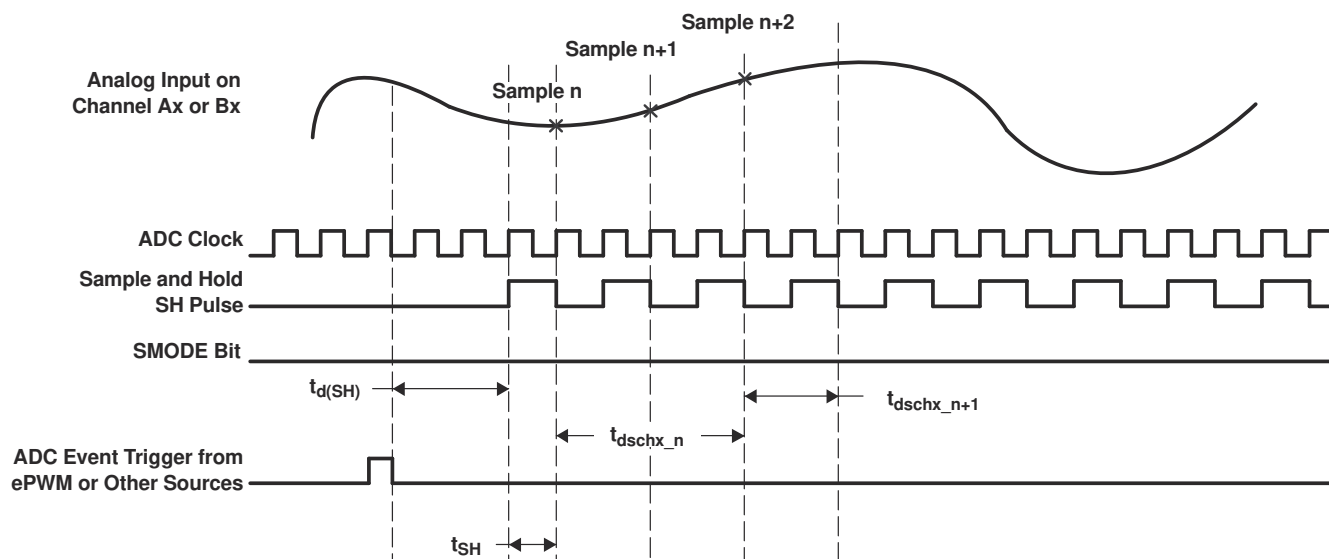 Sample n+2
Sample n+1
Analog Input on
Channel Ax or Bx
Sample n
ADC Clock
Sample and Hold
SH Pulse
SMODE Bit
td(SH)
tdschx_n+1
tdschx_n
ADC Event Trigger from
ePWM or Other Sources
tSH